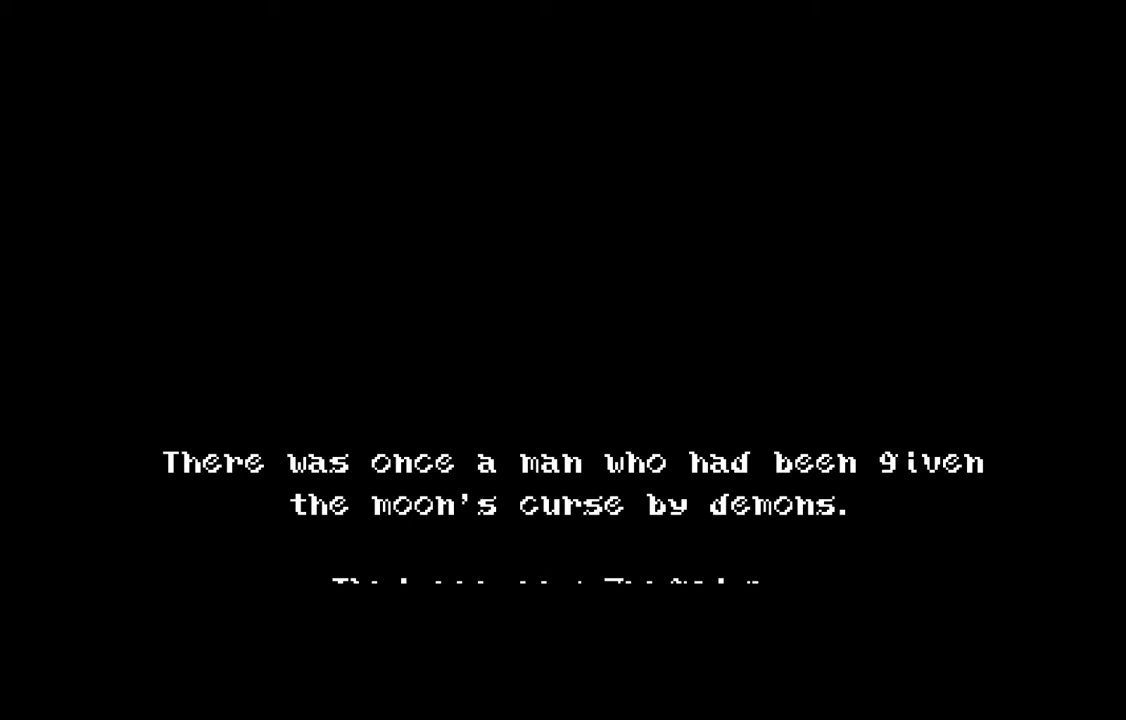 There was once a man who had been given
the moon's curse by demons.